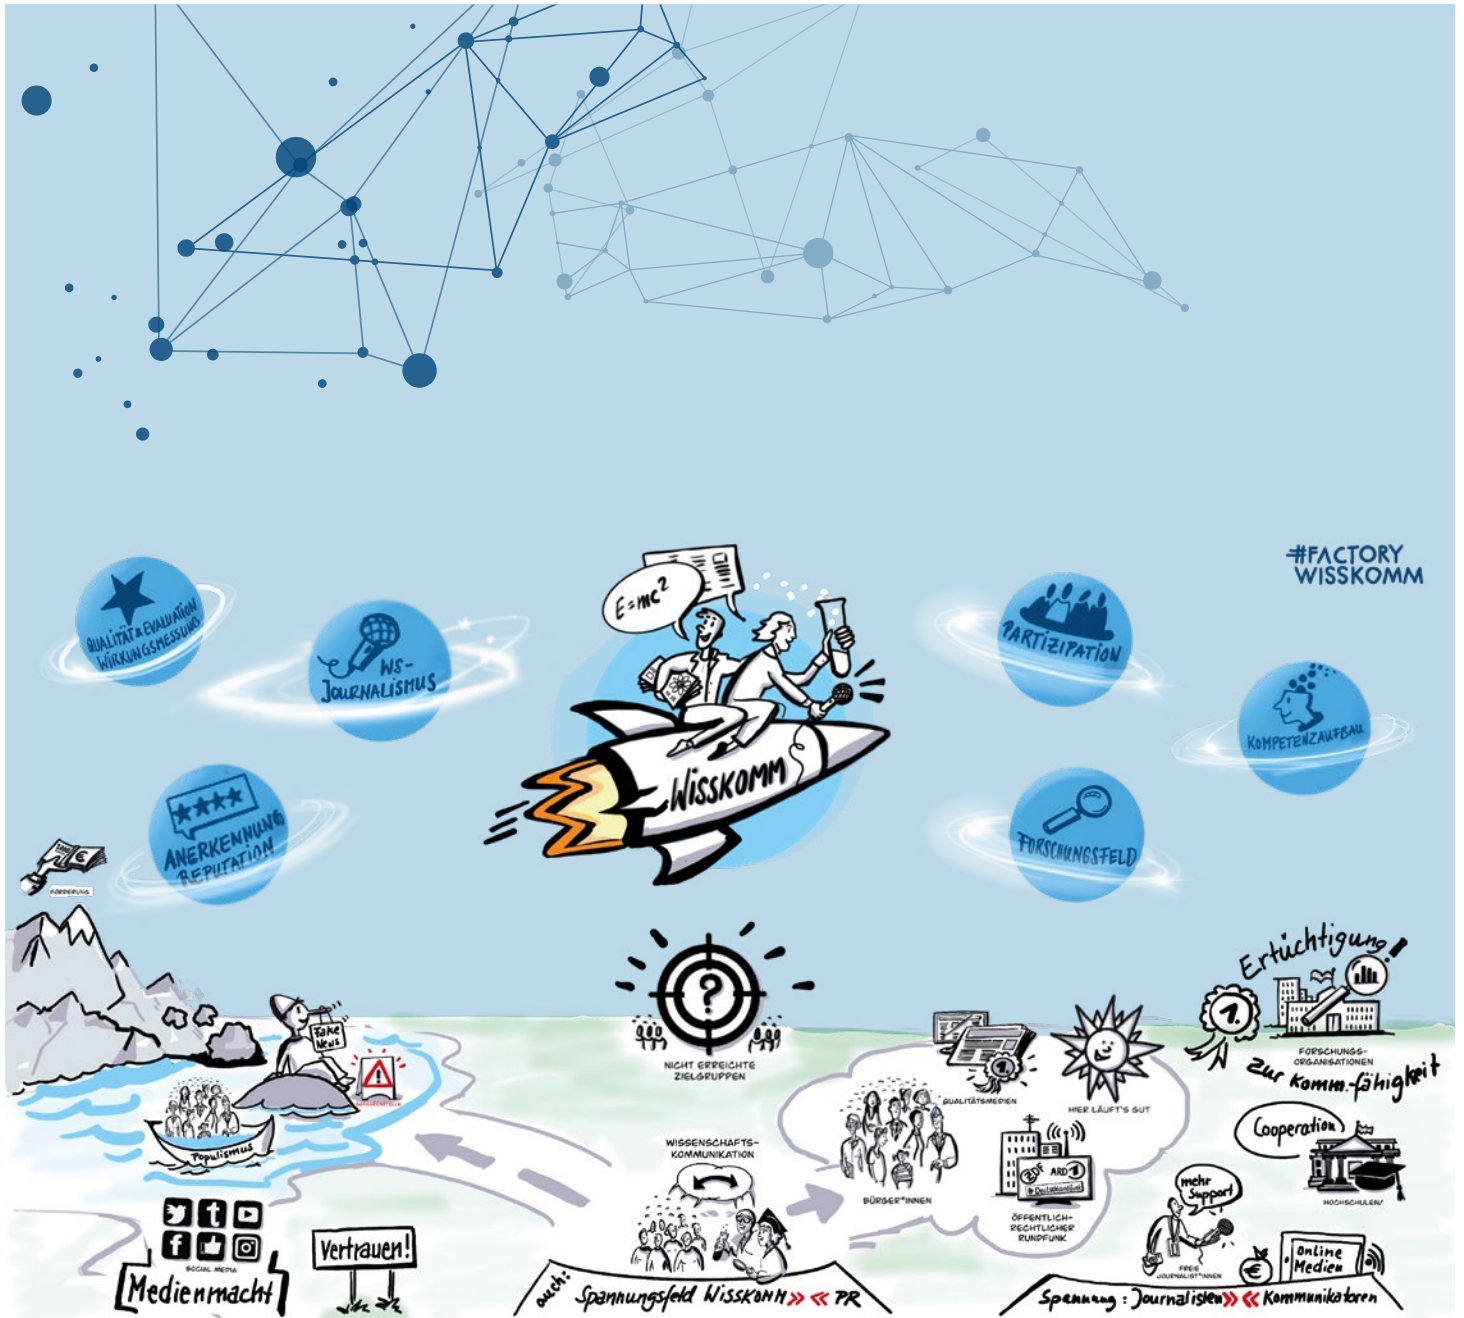 #FACTORY
WISSKOMM
QUALITÄT & EVALUATION
WIRKUNGSMESSUNG
WS-
JOURNALISMUS
ANERKENNUNG
REPUTATION
E=mc²
WISSKOMM
PARTIZIPATION
KOMPETENZAUFBAU
FORSCHUNGSFELD
FÖRDERUNG
Fake
News
Populismus
SOCIAL MEDIA
Medienmacht
Vertrauen!
?
NICHT ERREICHTE
ZIELGRUPPEN
WISSENSCHAFTS-
KOMMUNIKATION
auch: Spannungsfeld WISSKOMM >> << PR
QUALITÄTSMEDIEN
1
HIER LÄUFT'S GUT
BÜRGER*INNEN
ZDF
ARD 1
ÖFFENTLICH-
RECHTLICHER
RUNDFUNK
Ertüchtigung!
1.
FORSCHUNGS-
ORGANISATIONEN
zur Komm.-fähigkeit
Cooperation
HOCHSCHULEN/
mehr
Support
FREIE
JOURNALIST*INNEN
€
Online
Medien
Spannung: Journalisten >> << Kommunikatoren